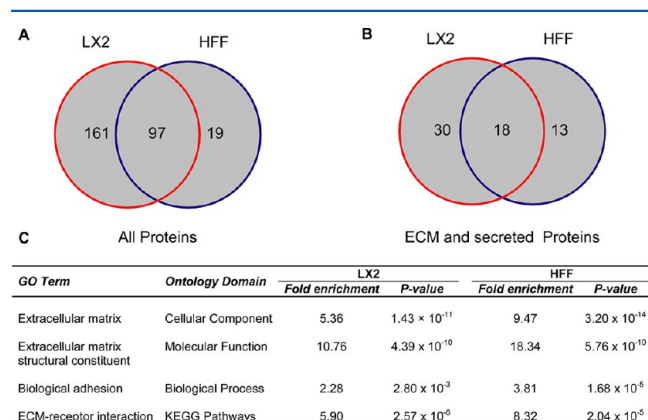 A
LX2 HFF
161 97 19
All Proteins
B
LX2 HFF
30 18 13
ECM and secreted Proteins
C
LX2 HFF
GO Term Ontology Domain Fold enrichment P-value Fold enrichment P-value
Extracellular matrix Cellular Component 5.36 1.43 × 10⁻¹¹ 9.47 3.20 x 10⁻¹⁴
Extracellular matrix
structural constituent Molecular Function 10.76 4.39 x 10⁻¹⁰ 18.34 5.76 x 10⁻¹⁰
Biological adhesion Biological Process 2.28 2.80 x 10⁻³ 3.81 1.68 x 10⁻⁵
ECM-receptor interaction KEGG Pathways 5.90 2.57 x 10⁻⁶ 8.32 2.04 x 10⁻⁵